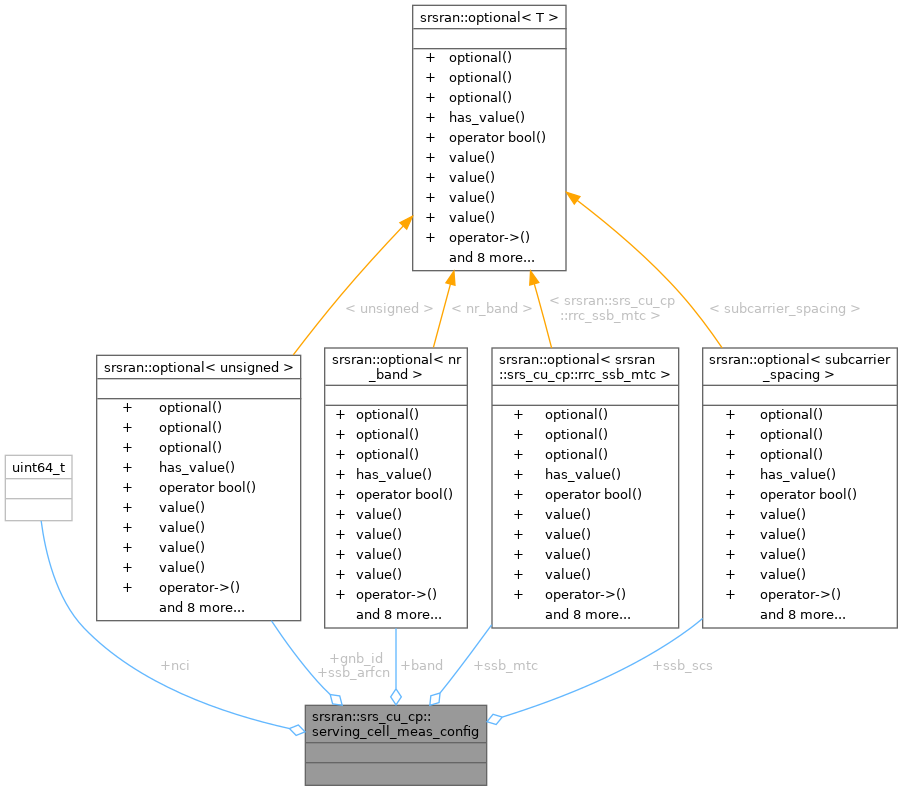 srsran::optional< T >
+ optional()
+ optional()
+ optional()
+ has_value()
+ operator bool()
+ value()
+ value()
+ value()
+ value()
+ operator->()
and 8 more...
< unsigned >
< nr_band >
< srsran::srs_cu_cp
::rrc_ssb_mtc >
< subcarrier_spacing >
uint64_t
srsran::optional< unsigned >
+ optional()
+ optional()
+ optional()
+ has_value()
+ operator bool()
+ value()
+ value()
+ value()
+ value()
+ operator->()
and 8 more...
srsran::optional< nr
_band >
+ optional()
+ optional()
+ optional()
+ has_value()
+ operator bool()
+ value()
+ value()
+ value()
+ value()
+ operator->()
and 8 more...
srsran::optional< srsran
::srs_cu_cp::rrc_ssb_mtc >
+ optional()
+ optional()
+ optional()
+ has_value()
+ operator bool()
+ value()
+ value()
+ value()
+ value()
+ operator->()
and 8 more...
srsran::optional< subcarrier
_spacing >
+ optional()
+ optional()
+ optional()
+ has_value()
+ operator bool()
+ value()
+ value()
+ value()
+ value()
+ operator->()
and 8 more...
+nci
+gnb_id
+ssb_arfcn
+band
+ssb_mtc
+ssb_scs
srsran::srs_cu_cp::
serving_cell_meas_config